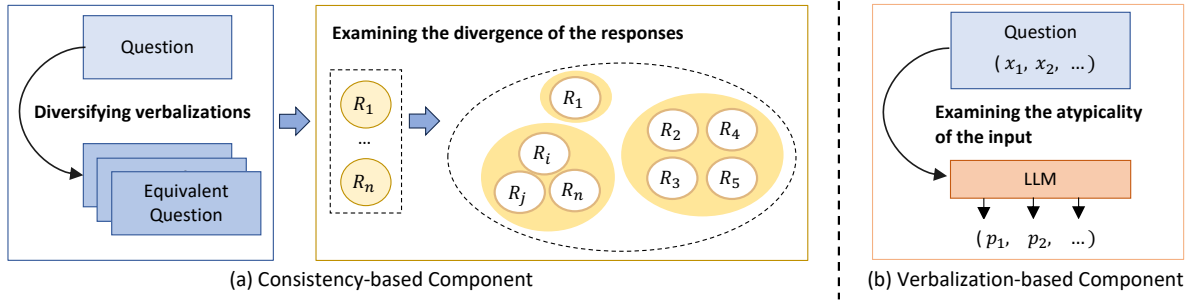 Question
Diversifying verbalizations
Equivalent
Question
Examining the divergence of the responses
R₁
...
Rₙ
R₁
R₂
R₄
R₃
R₅
Rᵢ
Rⱼ
Rₙ
(a) Consistency-based Component
Question
( x₁, x₂, ... )
Examining the atypicality
of the input
LLM
( p₁, p₂, ... )
(b) Verbalization-based Component